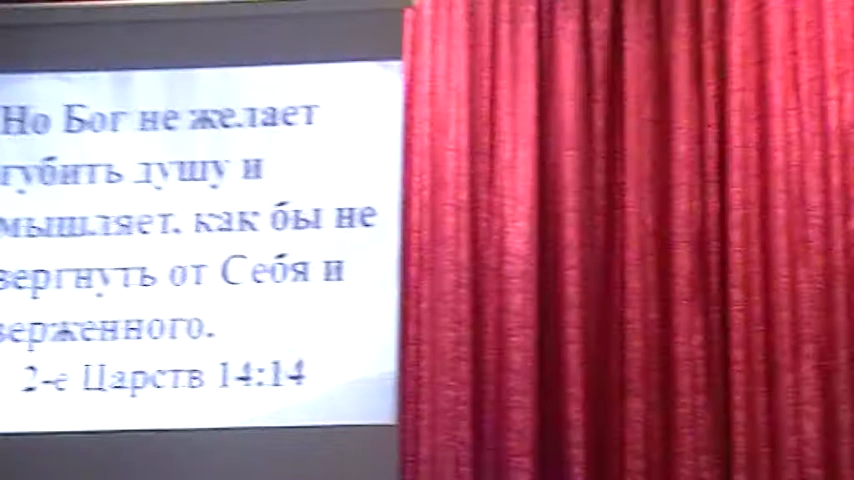 Но Бог не желает
губить душу и
мышляет, как бы не
вергнуть от Себя и
верженного.
2-е Царств 14:14